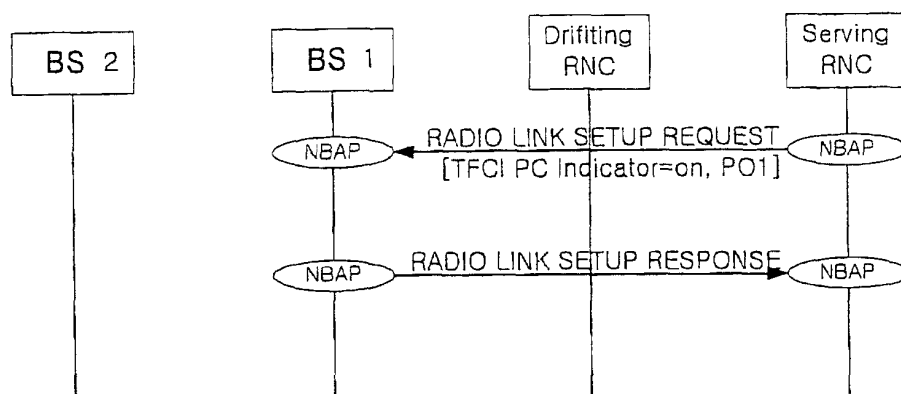 BS 2
BS 1
Drifiting
RNC
Serving
RNC
NBAP
RADIO LINK SETUP REQUEST
NBAP
[TFCI PC Indicator=on, PO1]
NBAP
RADIO LINK SETUP RESPONSE
NBAP